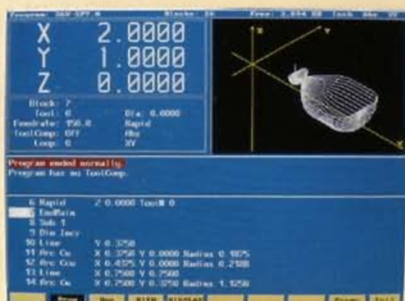 X 2.0000
Y 1.0000
Z 0.0000
Block: 7
Tool: 0 Dia: 0.0000
Feedrate: 150.0 Rapid
ToolComp: OFF Abs
Loop: 0 XY
Program ended normally.
Program has no ToolComp.
6 Rapid Z 0.0000 Tool# 0
EndMain
8 Sub 1
9 Dim Incr
10 Line Y 0.3750
11 Arc Cw X 0.3750 Y 0.0000 Radius 0.1875
12 Arc Ccw X 0.4375 Y 0.0000 Radius 0.2188
13 Line X 0.7500 Y 0.7500
14 Arc Cw X 0.3750 Radius 1.1250